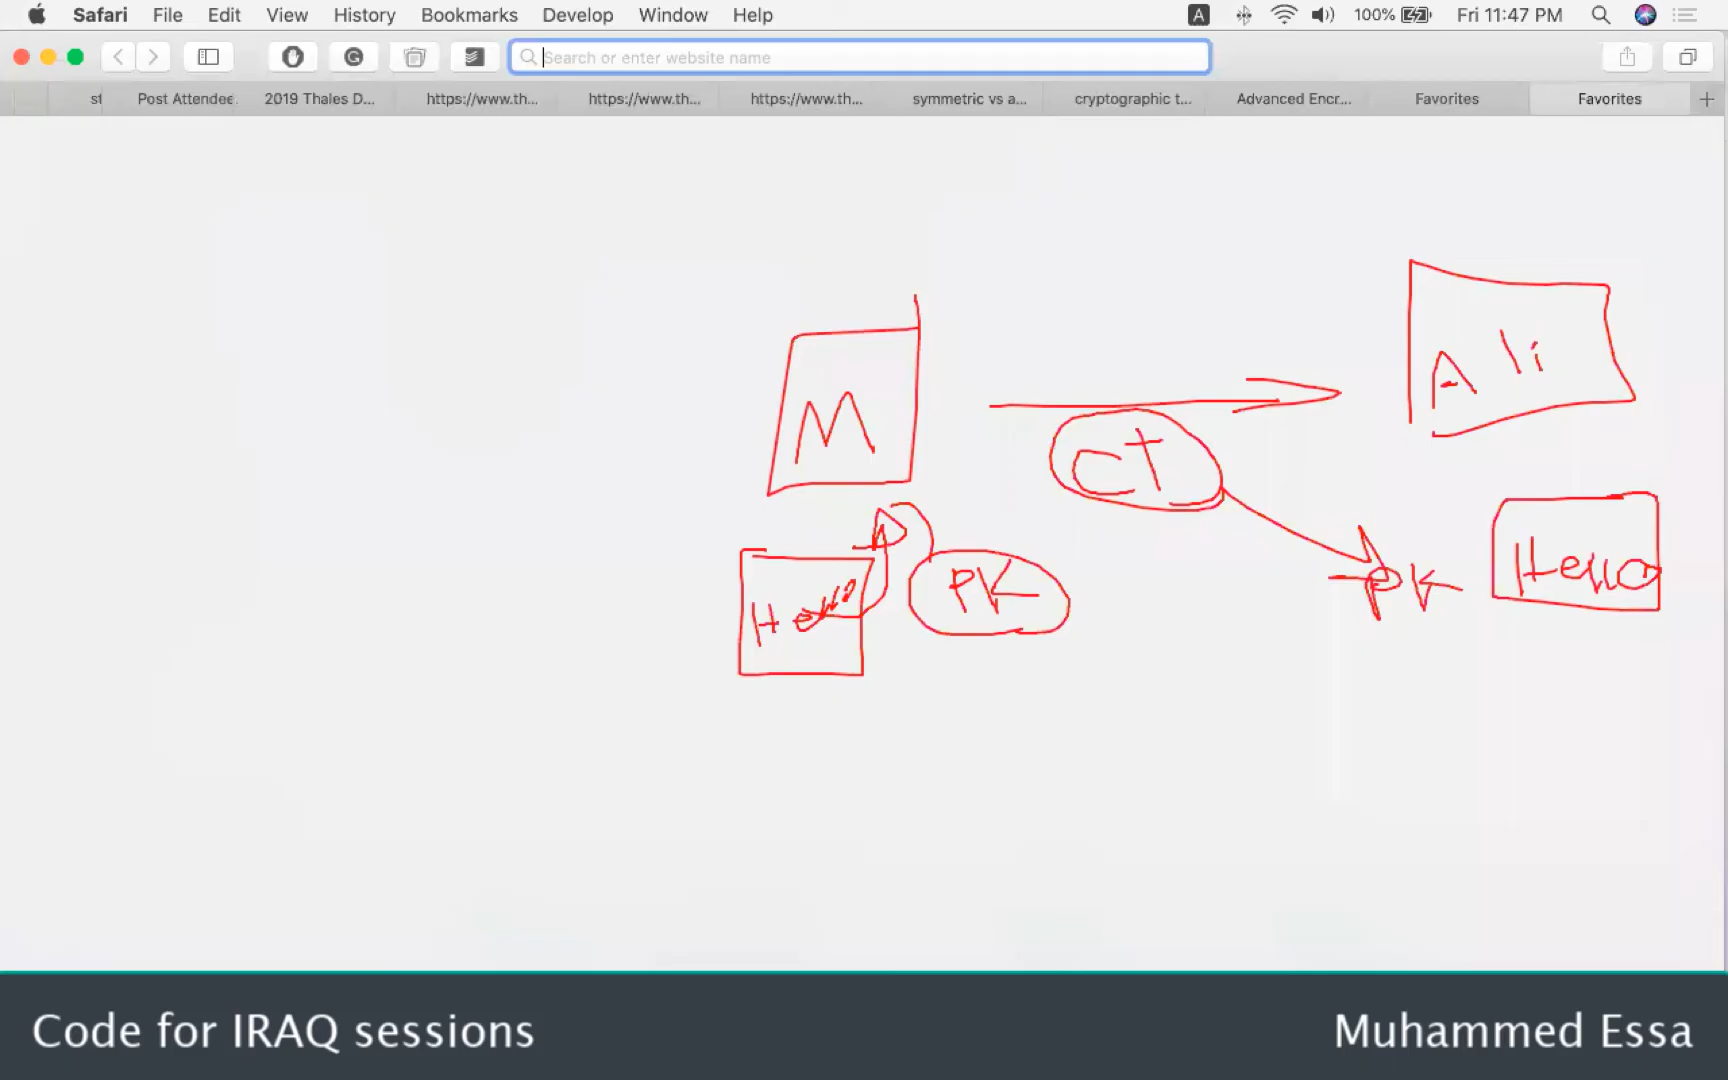 Safari File Edit View History Bookmarks Develop Window Help A 100% Fri 11:47 PM
G Search or enter website name
st Post Attendee 2019 Thales D... https://www.th... https://www.th... https://www.th... symmetric vs a... cryptographic t... Advanced Encr... Favorites Favorites +
M
Ali
CT
Hello
PK
PK
Hello
Code for IRAQ sessions
Muhammed Essa